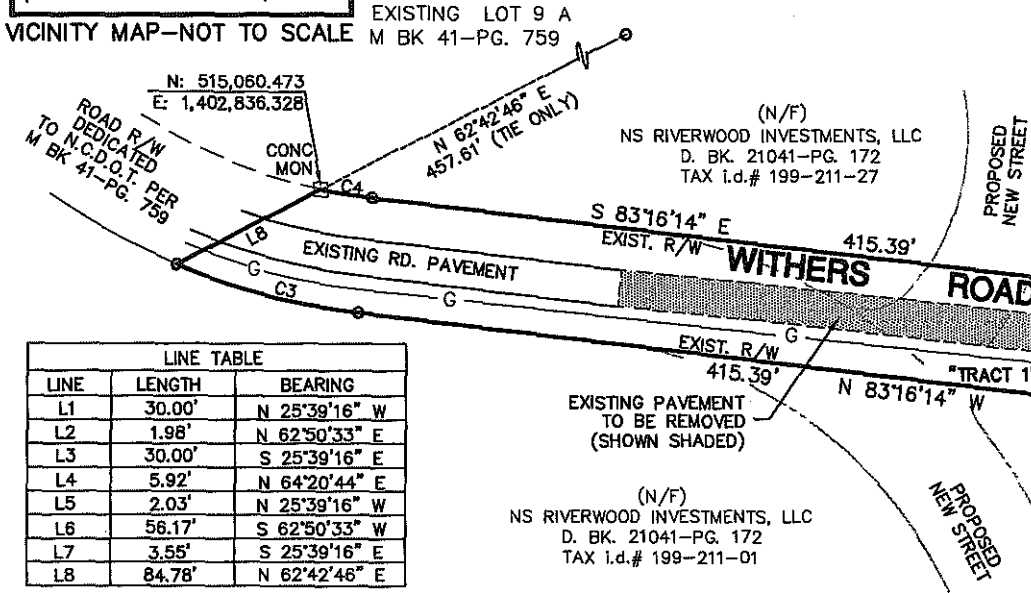 EXISTING LOT 9 A
M BK 41-PG. 759
VICINITY MAP-NOT TO SCALE
N: 515,060.473
E: 1,402,836.328
ROAD R/W
DEDICATED
TO N.C.D.O.T. PER
M BK 41-PG. 759
CONC
MON
C4
N 62°42'46" E
457.61' (TIE ONLY)
(N/F)
NS RIVERWOOD INVESTMENTS, LLC
D. BK. 21041-PG. 172
TAX i.d.# 199-211-27
PROPOSED
NEW STREET
S 83°16'14" E
415.39'
EXIST. R/W
WITHERS ROAD
L8
EXISTING RD. PAVEMENT
G
G
G
C3
EXIST. R/W
415.39'
N 83°16'14" W
"TRACT 1"
EXISTING PAVEMENT
TO BE REMOVED
(SHOWN SHADED)
LINE TABLE
LINE LENGTH BEARING
L1 30.00' N 25°39'16" W
L2 1.98' N 62°50'33" E
L3 30.00' S 25°39'16" E
L4 5.92' N 64°20'44" E
L5 2.03' N 25°39'16" W
L6 56.17' S 62°50'33" W
L7 3.55' S 25°39'16" E
L8 84.78' N 62°42'46" E
(N/F)
NS RIVERWOOD INVESTMENTS, LLC
D. BK. 21041-PG. 172
TAX i.d.# 199-211-01
PROPOSED
NEW STREET